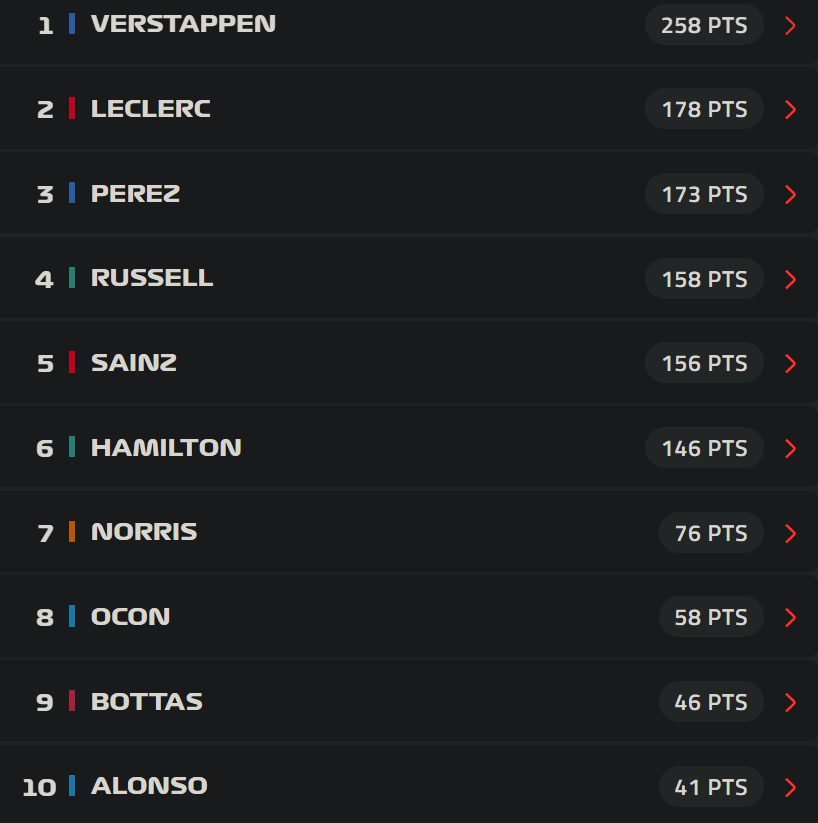 1 VERSTAPPEN 258 PTS
2 LECLERC 178 PTS
3 PEREZ 173 PTS
4 RUSSELL 158 PTS
5 SAINZ 156 PTS
6 HAMILTON 146 PTS
7 NORRIS 76 PTS
8 OCON 58 PTS
9 BOTTAS 46 PTS
10 ALONSO 41 PTS